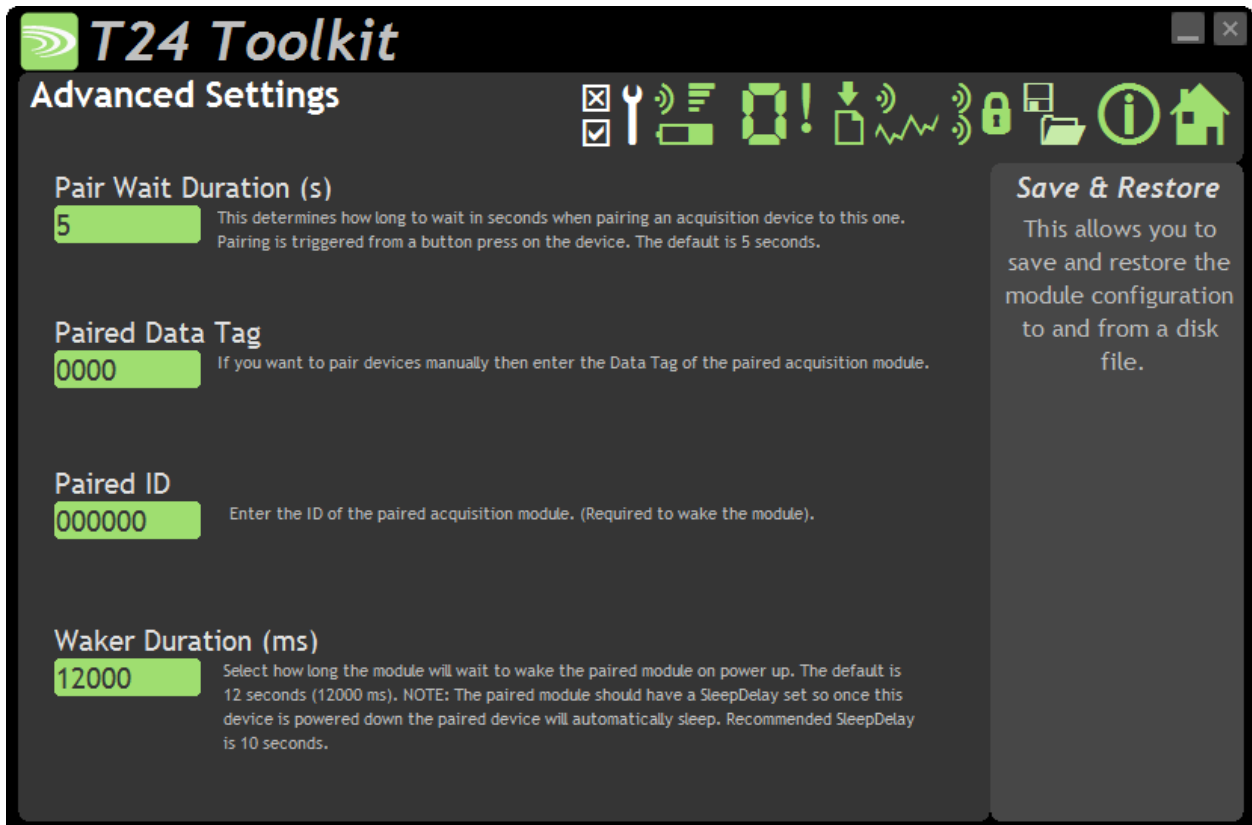 T24 Toolkit
Advanced Settings
Pair Wait Duration (s)
5
This determines how long to wait in seconds when pairing an acquisition device to this one.
Pairing is triggered from a button press on the device. The default is 5 seconds.
Paired Data Tag
0000
If you want to pair devices manually then enter the Data Tag of the paired acquisition module.
Paired ID
000000
Enter the ID of the paired acquisition module. (Required to wake the module).
Waker Duration (ms)
12000
Select how long the module will wait to wake the paired module on power up. The default is
12 seconds (12000 ms). NOTE: The paired module should have a SleepDelay set so once this
device is powered down the paired device will automatically sleep. Recommended SleepDelay
is 10 seconds.
Save & Restore
This allows you to
save and restore the
module configuration
to and from a disk
file.